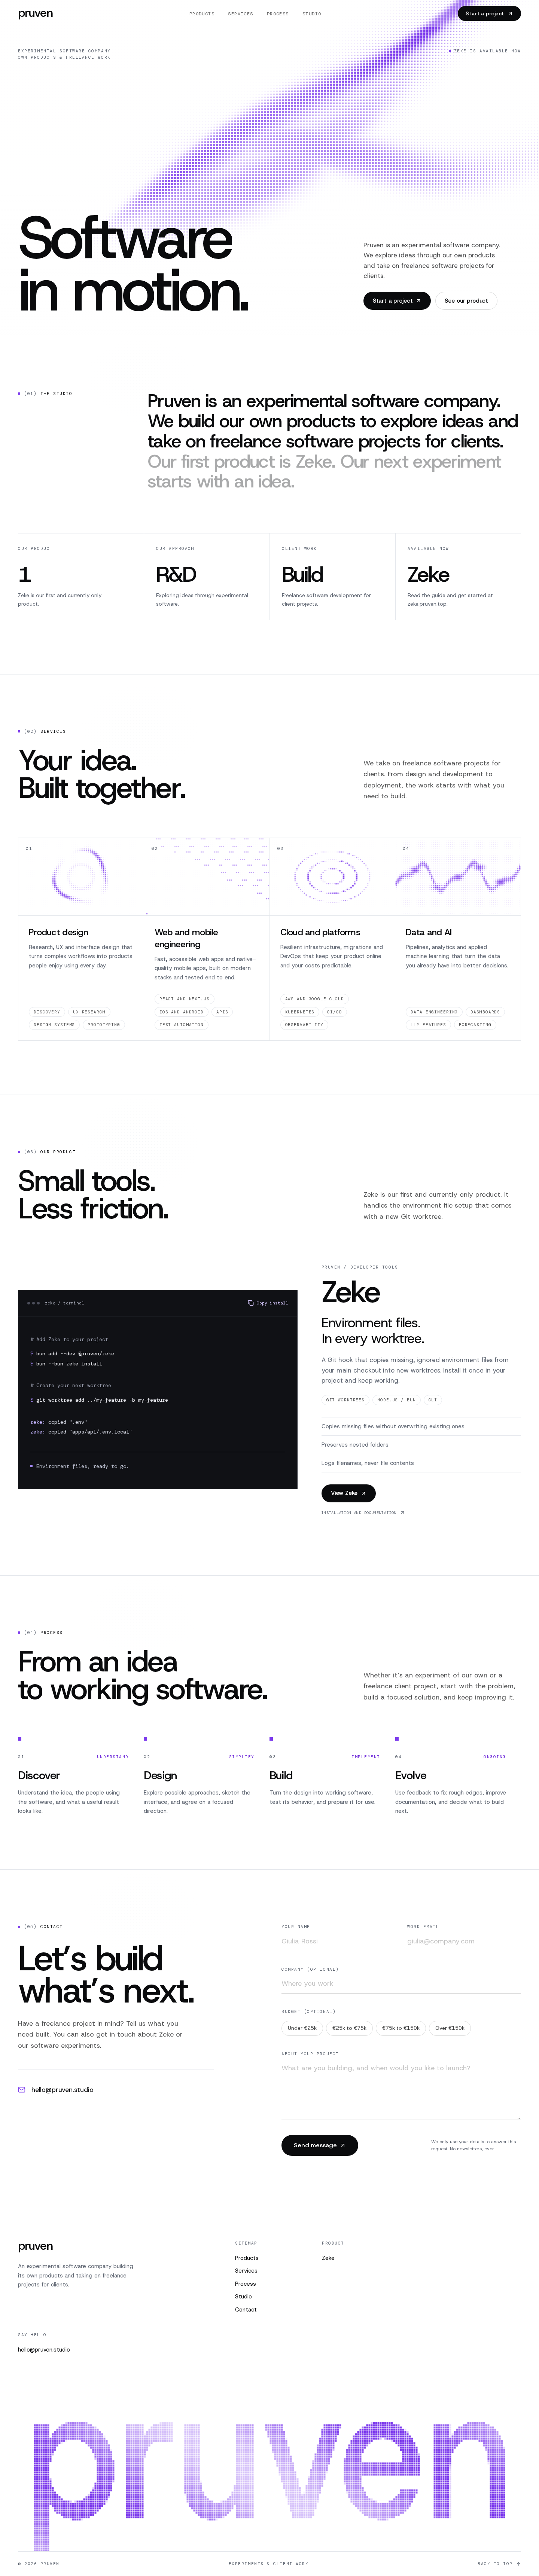 pruven
PRODUCTS SERVICES PROCESS STUDIO
Start a project
EXPERIMENTAL SOFTWARE COMPANY
OWN PRODUCTS & FREELANCE WORK
ZEKE IS AVAILABLE NOW
Software
in motion.
Pruven is an experimental software company.
We explore ideas through our own products
and take on freelance software projects for
clients.
Start a project
See our product
(01) THE STUDIO
Pruven is an experimental software company.
We build our own products to explore ideas and
take on freelance software projects for clients.
Our first product is Zeke. Our next experiment
starts with an idea.
OUR PRODUCT
1
Zeke is our first and currently only
product.
OUR APPROACH
R&D
Exploring ideas through experimental
software.
CLIENT WORK
Build
Freelance software development for
client projects.
AVAILABLE NOW
Zeke
Read the guide and get started at
zeke.pruven.top.
(02) SERVICES
Your idea.
Built together.
We take on freelance software projects for
clients. From design and development to
deployment, the work starts with what you
need to build.
01
Product design
Research, UX and interface design that
turns complex workflows into products
people enjoy using every day.
DISCOVERY UX RESEARCH
DESIGN SYSTEMS PROTOTYPING
02
Web and mobile
engineering
Fast, accessible web apps and native-
quality mobile apps, built on modern
stacks and tested end to end.
REACT AND NEXT.JS
IOS AND ANDROID APIS
TEST AUTOMATION
03
Cloud and platforms
Resilient infrastructure, migrations and
DevOps that keep your product online
and your costs predictable.
AWS AND GOOGLE CLOUD
KUBERNETES CI/CD
OBSERVABILITY
04
Data and AI
Pipelines, analytics and applied
machine learning that turn the data
you already have into better decisions.
DATA ENGINEERING DASHBOARDS
LLM FEATURES FORECASTING
(03) OUR PRODUCT
Small tools.
Less friction.
Zeke is our first and currently only product. It
handles the environment file setup that comes
with a new Git worktree.
zeke / terminal
Copy install
# Add Zeke to your project
$ bun add --dev @pruven/zeke
$ bun --bun zeke install
# Create your next worktree
$ git worktree add ../my-feature -b my-feature
zeke: copied ".env"
zeke: copied "apps/api/.env.local"
Environment files, ready to go.
PRUVEN / DEVELOPER TOOLS
Zeke
Environment files.
In every worktree.
A Git hook that copies missing, ignored environment files from
your main checkout into new worktrees. Install it once in your
project and keep working.
GIT WORKTREES NODE.JS / BUN CLI
Copies missing files without overwriting existing ones
Preserves nested folders
Logs filenames, never file contents
View Zeke
INSTALLATION AND DOCUMENTATION
(04) PROCESS
From an idea
to working software.
Whether it's an experiment of our own or a
freelance client project, start with the problem,
build a focused solution, and keep improving it.
01 UNDERSTAND
Discover
Understand the idea, the people using
the software, and what a useful result
looks like.
02 SIMPLIFY
Design
Explore possible approaches, sketch the
interface, and agree on a focused
direction.
03 IMPLEMENT
Build
Turn the design into working software,
test its behavior, and prepare it for use.
04 ONGOING
Evolve
Use feedback to fix rough edges, improve
documentation, and decide what to build
next.
(05) CONTACT
Let's build
what's next.
Have a freelance project in mind? Tell us what you
need built. You can also get in touch about Zeke or
our software experiments.
hello@pruven.studio
YOUR NAME
Giulia Rossi
WORK EMAIL
giulia@company.com
COMPANY (OPTIONAL)
Where you work
BUDGET (OPTIONAL)
Under €25k €25k to €75k €75k to €150k Over €150k
ABOUT YOUR PROJECT
What are you building, and when would you like to launch?
Send message
We only use your details to answer this
request. No newsletters, ever.
pruven
An experimental software company building
its own products and taking on freelance
projects for clients.
SITEMAP
Products
Services
Process
Studio
Contact
PRODUCT
Zeke
SAY HELLO
hello@pruven.studio
pruven
© 2026 PRUVEN
EXPERIMENTS & CLIENT WORK
BACK TO TOP